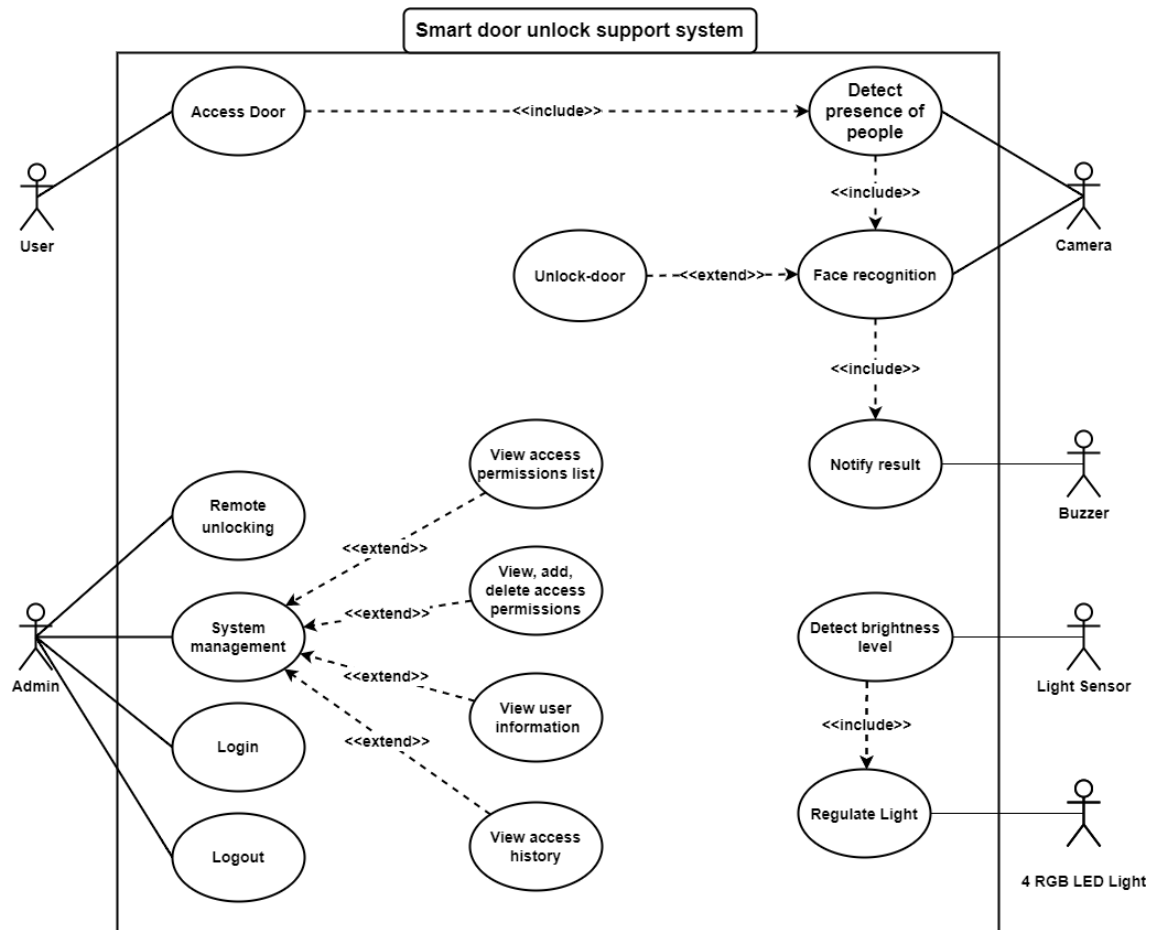 Smart door unlock support system
Access Door
<<include>>
Detect
presence of
people
User
<<include>>
Camera
Unlock-door
<<extend>>
Face recognition
<<include>>
View access
permissions list
Notify result
Buzzer
Remote
unlocking
<<extend>>
View, add,
delete access
permissions
<<extend>>
System
management
Detect brightness
level
Admin
Light Sensor
<<extend>>
View user
information
<<include>>
<<extend>>
Login
Regulate Light
View access
history
Logout
4 RGB LED Light